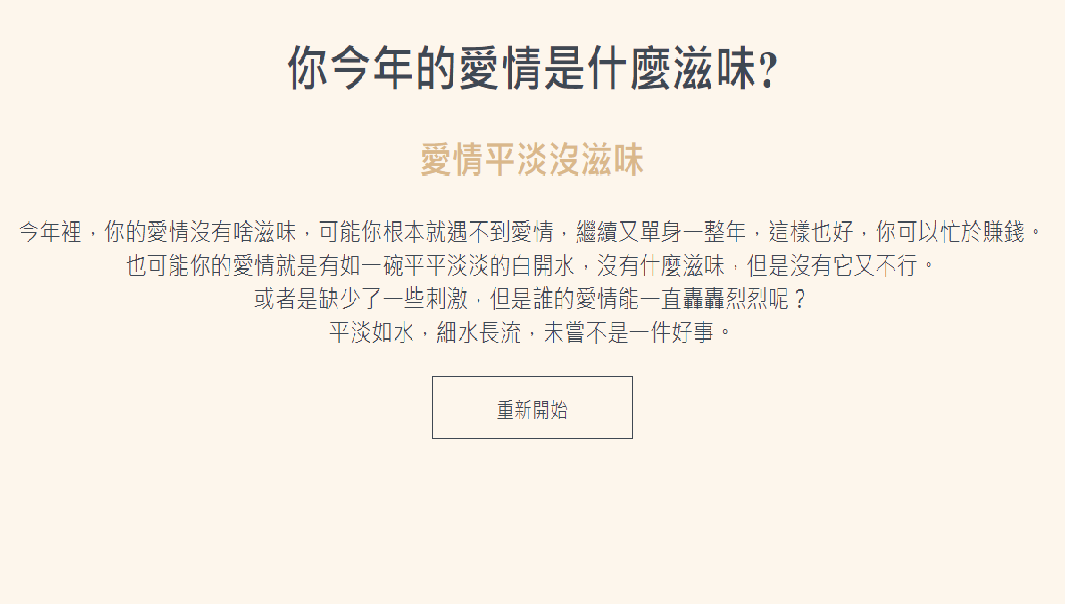 你今年的愛情是什麼滋味?
愛情平淡沒滋味
今年裡，你的愛情沒有啥滋味，可能你根本就遇不到愛情，繼續又單身一整年，這樣也好，你可以忙於賺錢。
也可能你的愛情就是有如一碗平平淡淡的白開水，沒有什麼滋味，但是沒有它又不行。
或者是缺少了一些刺激，但是誰的愛情能一直轟轟烈烈呢？
平淡如水，細水長流，未嘗不是一件好事。
重新開始